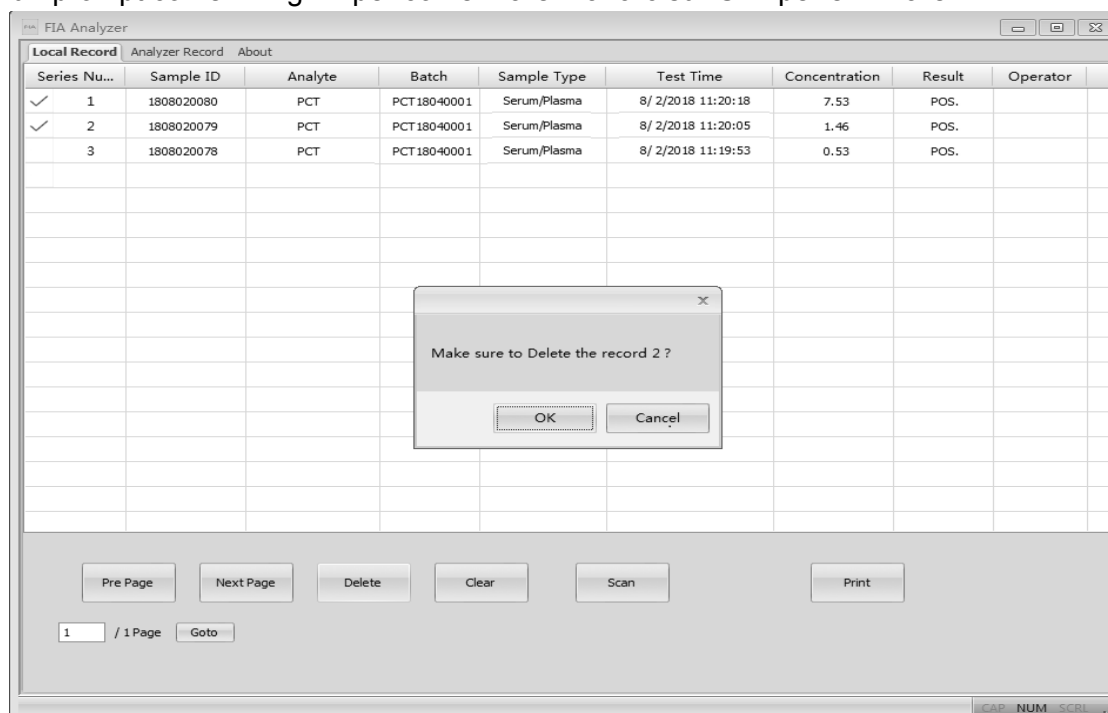 FIA Analyzer
Local Record Analyzer Record About
Series Nu... Sample ID Analyte Batch Sample Type Test Time Concentration Result Operator
1 1808020080 PCT PCT18040001 Serum/Plasma 8/ 2/2018 11:20:18 7.53 POS.
2 1808020079 PCT PCT18040001 Serum/Plasma 8/ 2/2018 11:20:05 1.46 POS.
3 1808020078 PCT PCT18040001 Serum/Plasma 8/ 2/2018 11:19:53 0.53 POS.
Make sure to Delete the record 2 ?
OK Cancel
Pre Page Next Page Delete Clear Scan Print
1 / 1 Page Goto
CAP NUM SCRL